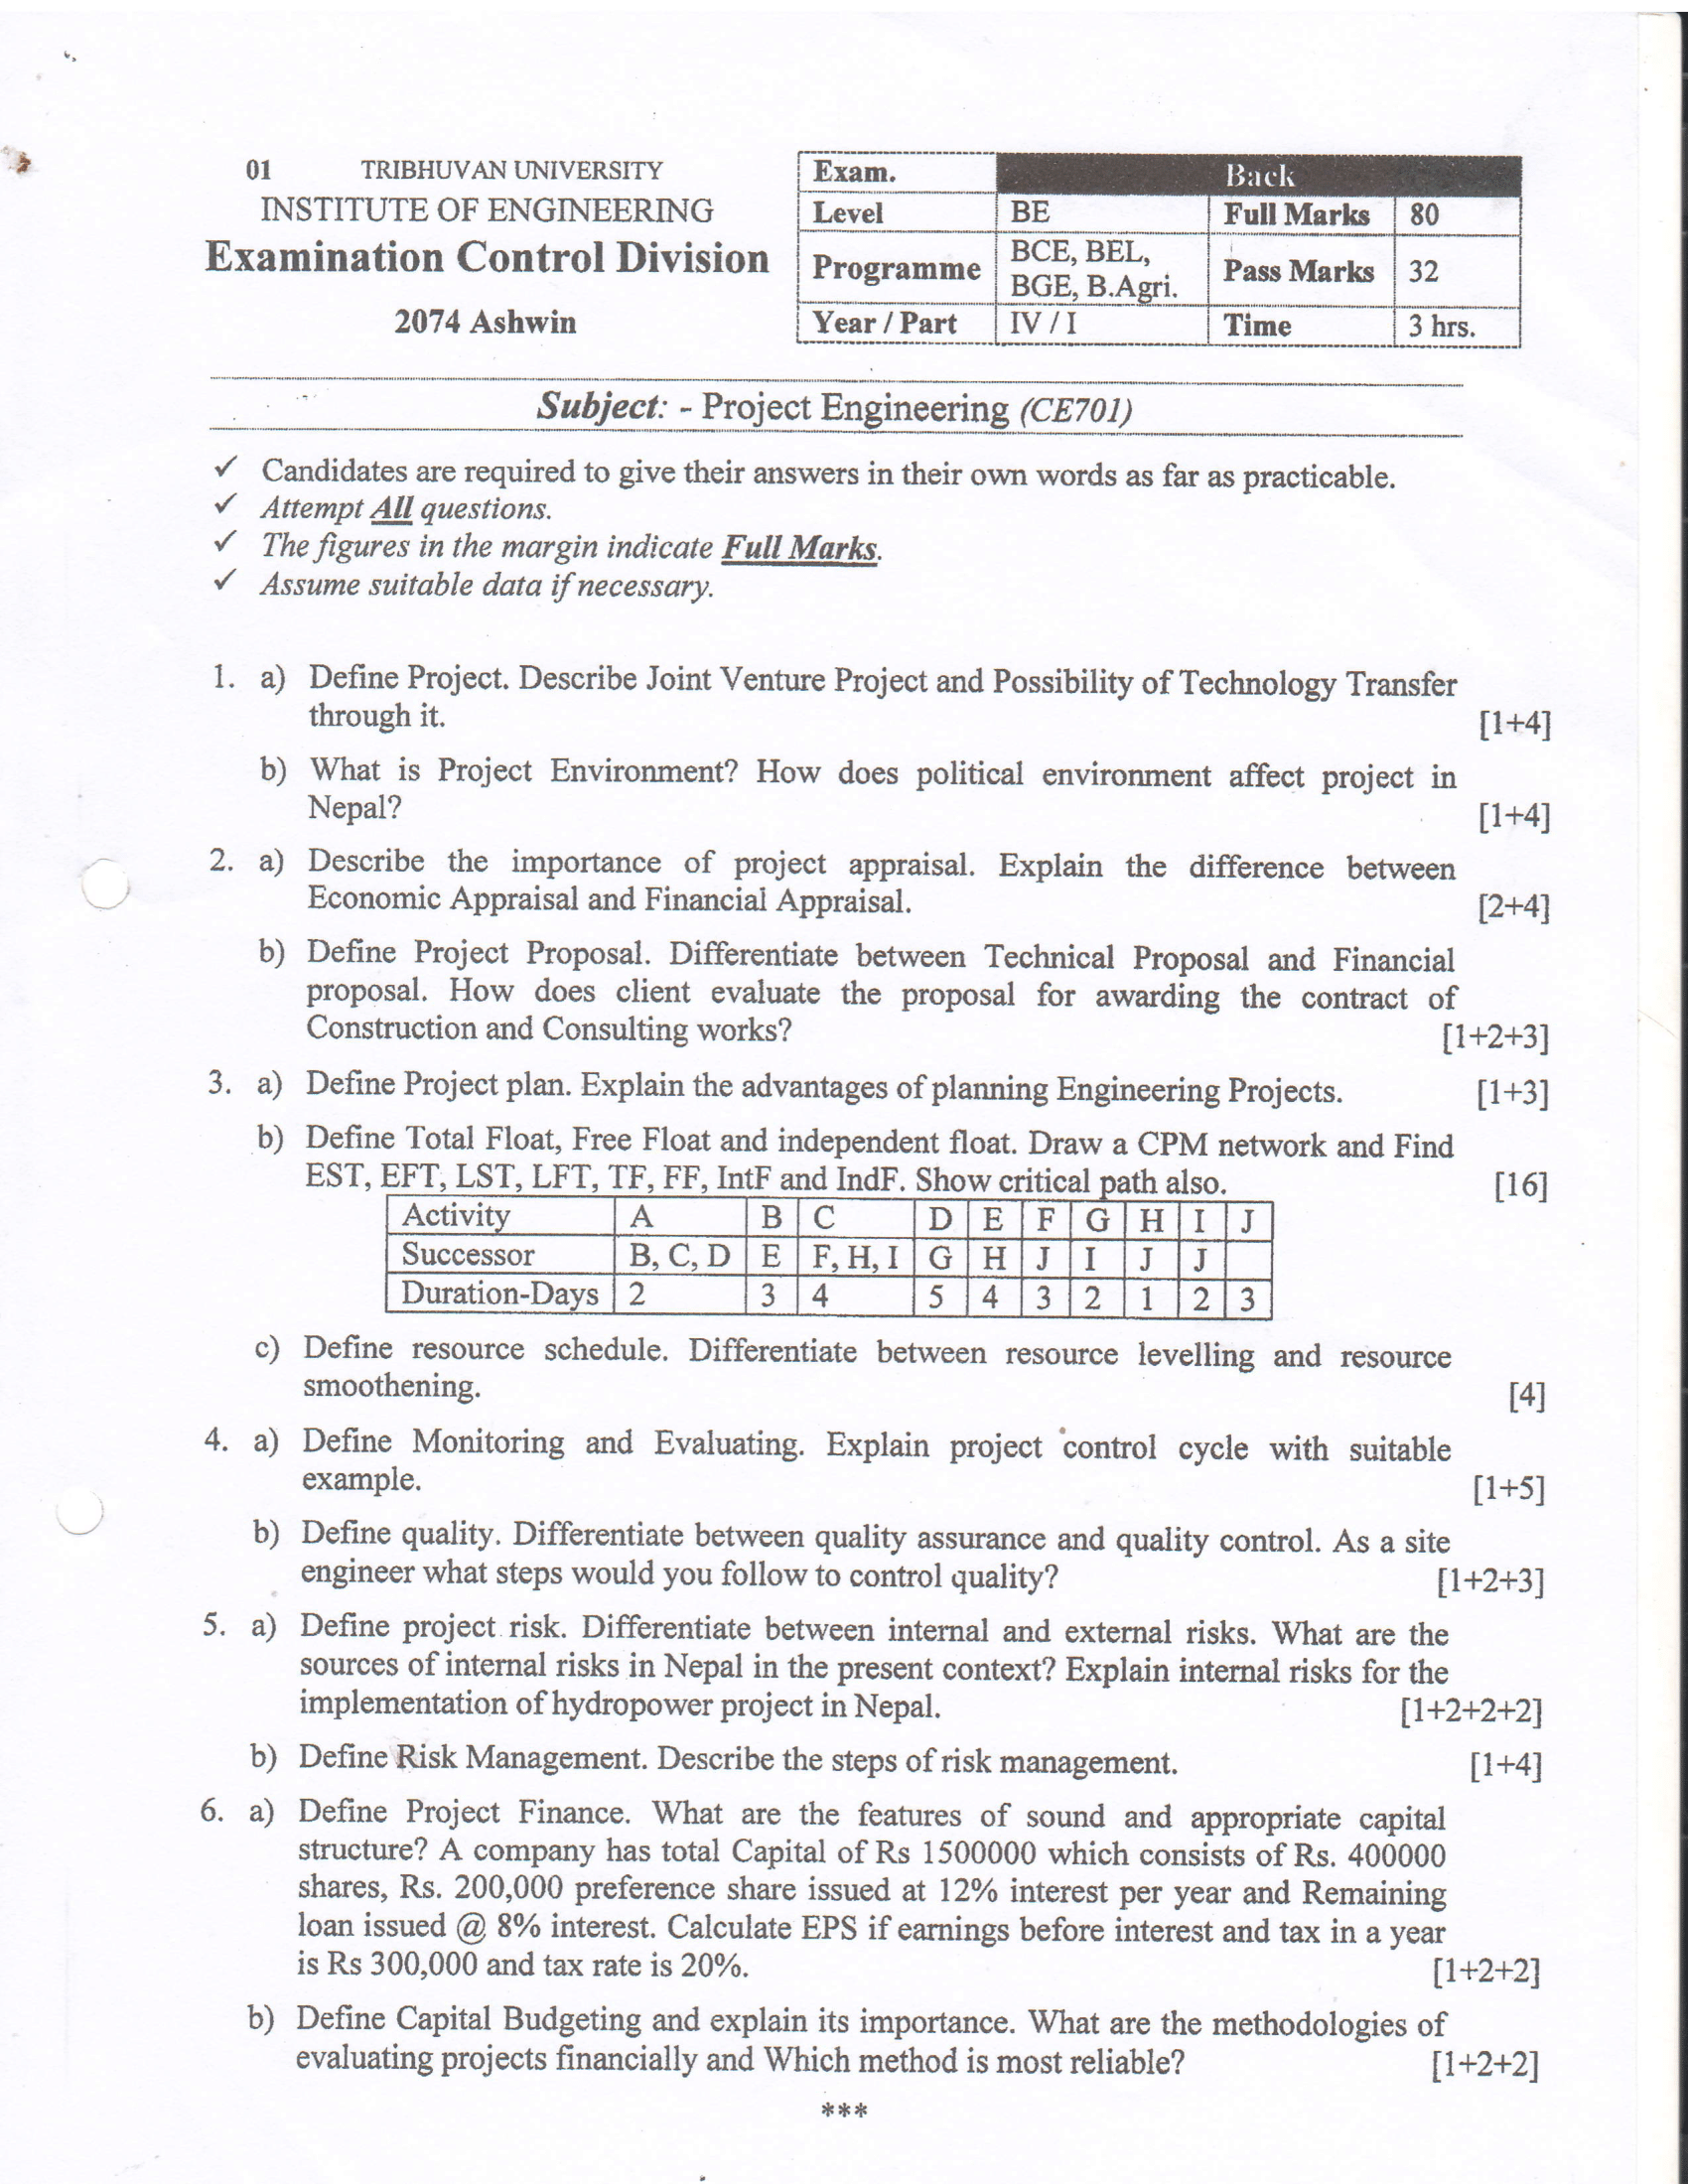 01 TRIBHUVAN UNIVERSITY
INSTITUTE OF ENGINEERING
Examination Control Division
2074 Ashwin
Exam. Back
Level BE Full Marks 80
Programme BCE, BEL, BGE, B.Agri. Pass Marks 32
Year / Part IV / I Time 3 hrs.
Subject: - Project Engineering (CE701)
✓ Candidates are required to give their answers in their own words as far as practicable.
✓ Attempt All questions.
✓ The figures in the margin indicate Full Marks.
✓ Assume suitable data if necessary.
1. a) Define Project. Describe Joint Venture Project and Possibility of Technology Transfer
through it. [1+4]
b) What is Project Environment? How does political environment affect project in
Nepal? [1+4]
2. a) Describe the importance of project appraisal. Explain the difference between
Economic Appraisal and Financial Appraisal. [2+4]
b) Define Project Proposal. Differentiate between Technical Proposal and Financial
proposal. How does client evaluate the proposal for awarding the contract of
Construction and Consulting works? [1+2+3]
3. a) Define Project plan. Explain the advantages of planning Engineering Projects. [1+3]
b) Define Total Float, Free Float and independent float. Draw a CPM network and Find
EST, EFT, LST, LFT, TF, FF, IntF and IndF. Show critical path also. [16]
Activity A B C D E F G H I J
Successor B, C, D E F, H, I G H J I J J
Duration-Days 2 3 4 5 4 3 2 1 2 3
c) Define resource schedule. Differentiate between resource levelling and resource
smoothening. [4]
4. a) Define Monitoring and Evaluating. Explain project control cycle with suitable
example. [1+5]
b) Define quality. Differentiate between quality assurance and quality control. As a site
engineer what steps would you follow to control quality? [1+2+3]
5. a) Define project risk. Differentiate between internal and external risks. What are the
sources of internal risks in Nepal in the present context? Explain internal risks for the
implementation of hydropower project in Nepal. [1+2+2+2]
b) Define Risk Management. Describe the steps of risk management. [1+4]
6. a) Define Project Finance. What are the features of sound and appropriate capital
structure? A company has total Capital of Rs 1500000 which consists of Rs. 400000
shares, Rs. 200,000 preference share issued at 12% interest per year and Remaining
loan issued @ 8% interest. Calculate EPS if earnings before interest and tax in a year
is Rs 300,000 and tax rate is 20%. [1+2+2]
b) Define Capital Budgeting and explain its importance. What are the methodologies of
evaluating projects financially and Which method is most reliable? [1+2+2]
***